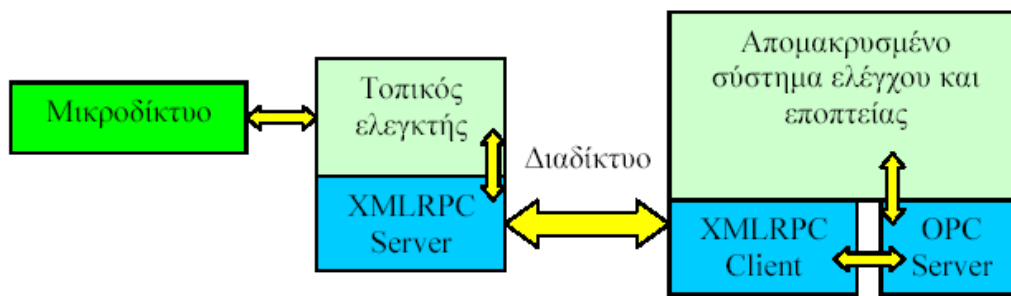 Μικροδίκτυο
Τοπικός
ελεγκτής
XMLRPC
Server
Διαδίκτυο
Απομακρυσμένο
σύστημα ελέγχου και
εποπτείας
XMLRPC
Client
OPC
Server